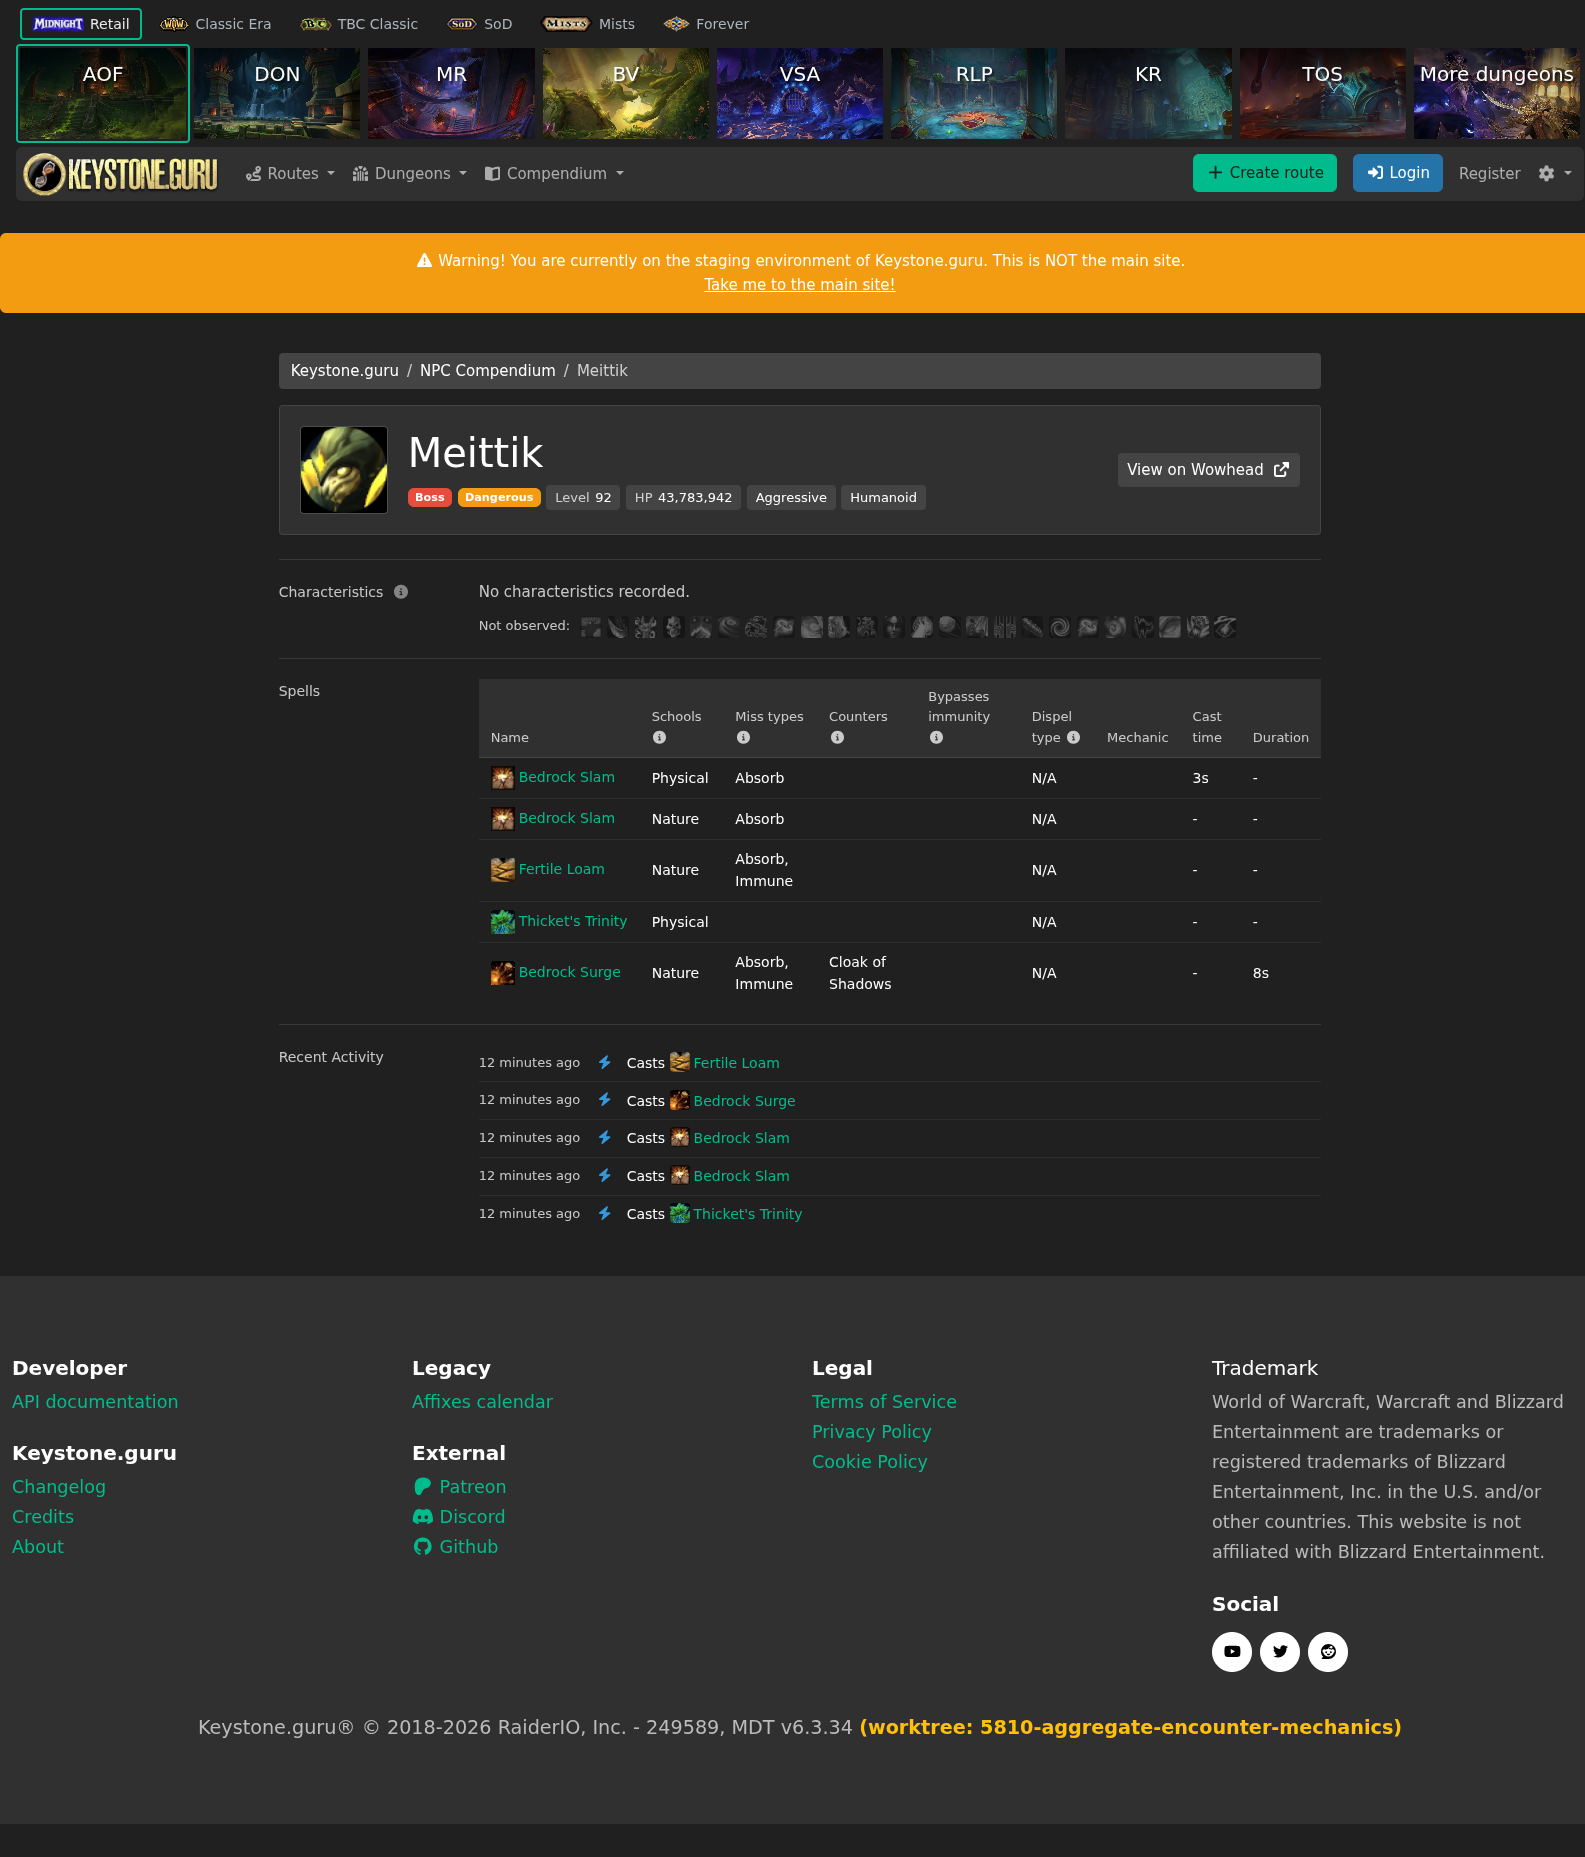 MIDNIGHT Retail WOW Classic Era BC TBC Classic SoD SoD MISTS Mists Forever
AOF DON MR BV VSA RLP KR TOS More dungeons
KEYSTONE.GURU Routes Dungeons Compendium Create route Login Register
Warning! You are currently on the staging environment of Keystone.guru. This is NOT the main site.
Take me to the main site!
Keystone.guru / NPC Compendium / Meittik
Meittik
View on Wowhead
Boss Dangerous Level 92 HP 43,783,942 Aggressive Humanoid
Characteristics No characteristics recorded.
Not observed:
Spells
Name Schools Miss types Counters Bypasses immunity Dispel type Mechanic Cast time Duration
Bedrock Slam Physical Absorb N/A 3s -
Bedrock Slam Nature Absorb N/A - -
Fertile Loam Nature Absorb, Immune N/A - -
Thicket's Trinity Physical N/A - -
Bedrock Surge Nature Absorb, Immune Cloak of Shadows N/A - 8s
Recent Activity
12 minutes ago Casts Fertile Loam
12 minutes ago Casts Bedrock Surge
12 minutes ago Casts Bedrock Slam
12 minutes ago Casts Bedrock Slam
12 minutes ago Casts Thicket's Trinity
Developer
API documentation
Keystone.guru
Changelog
Credits
About
Legacy
Affixes calendar
External
Patreon
Discord
Github
Legal
Terms of Service
Privacy Policy
Cookie Policy
Trademark
World of Warcraft, Warcraft and Blizzard
Entertainment are trademarks or
registered trademarks of Blizzard
Entertainment, Inc. in the U.S. and/or
other countries. This website is not
affiliated with Blizzard Entertainment.
Social
Keystone.guru® © 2018-2026 RaiderIO, Inc. - 249589, MDT v6.3.34 (worktree: 5810-aggregate-encounter-mechanics)